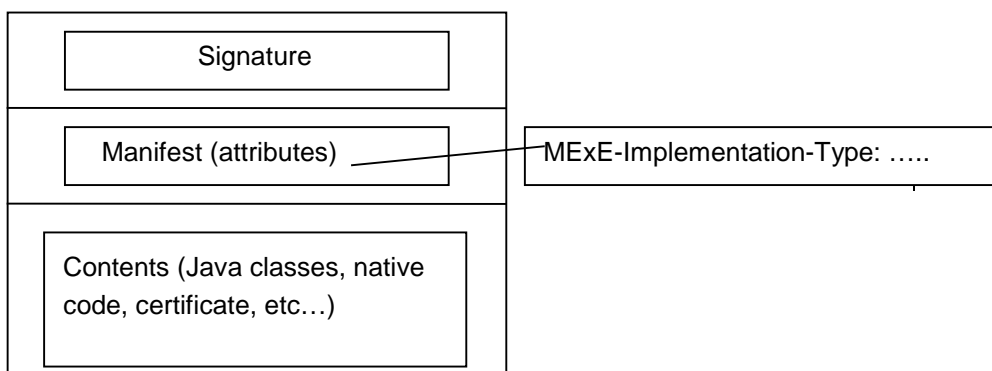 Signature
Manifest (attributes)
MExE-Implementation-Type: …..
Contents (Java classes, native
code, certificate, etc…)